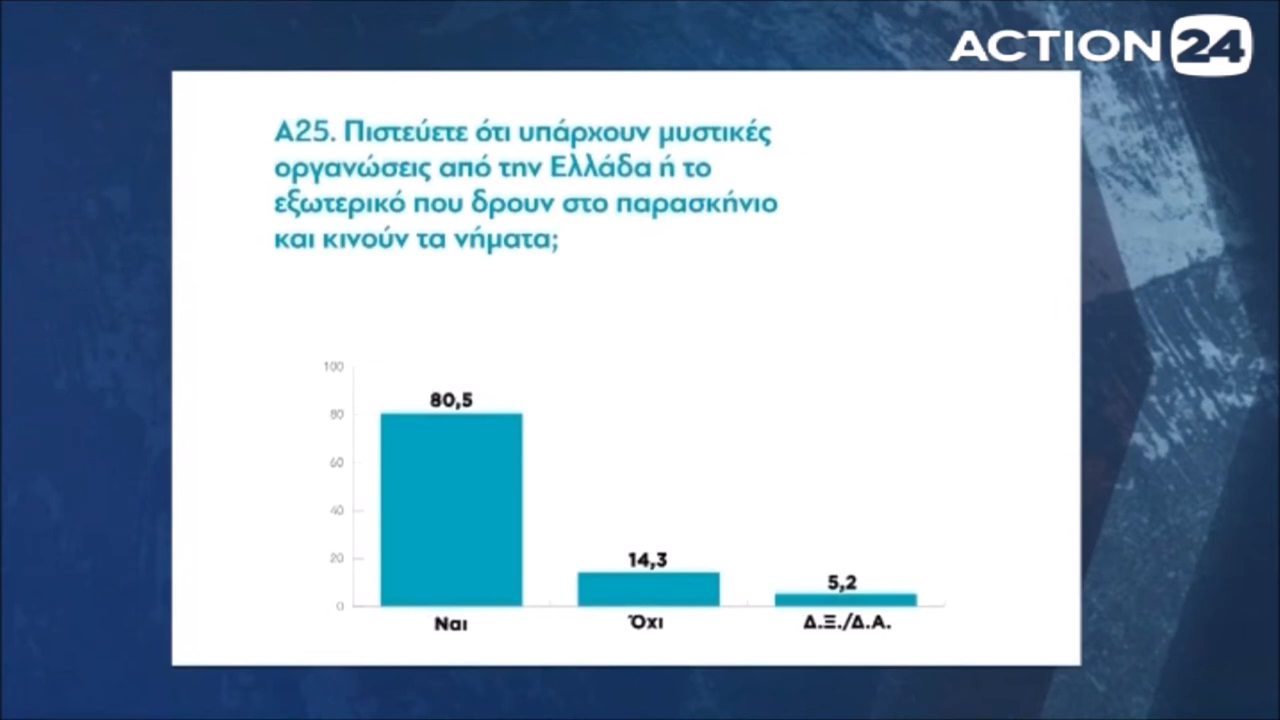 ACTION 24
Α25. Πιστεύετε ότι υπάρχουν μυστικές
οργανώσεις από την Ελλάδα ή το
εξωτερικό που δρουν στο παρασκήνιο
και κινούν τα νήματα;
100
80
60
40
20
0
80,5
14,3
5,2
Ναι
Όχι
Δ.Ξ./Δ.Α.